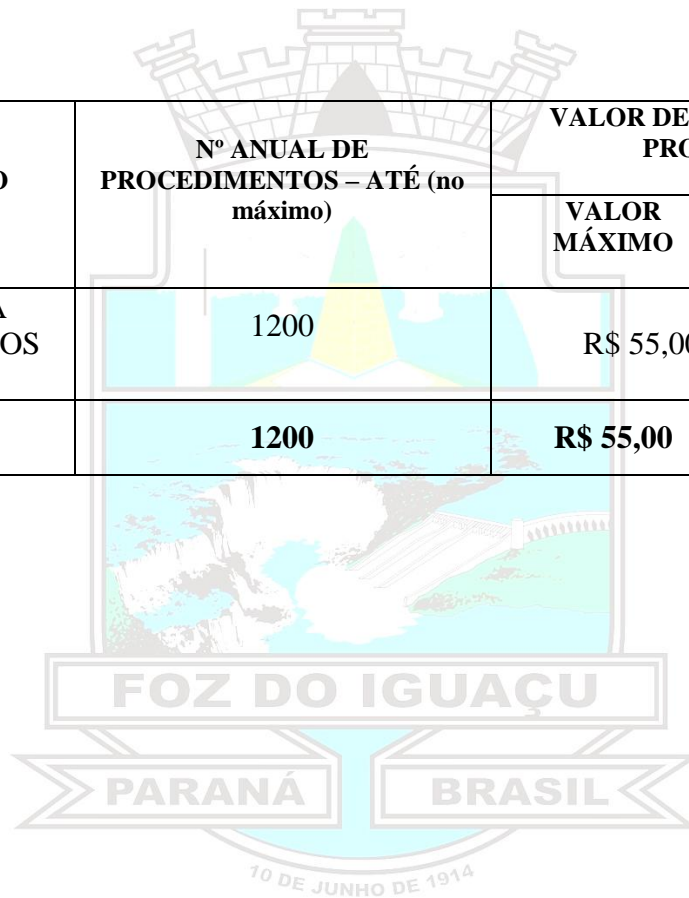 Nº ANUAL DE
PROCEDIMENTOS – ATÉ (no
máximo)
VALOR DE
VALOR
MÁXIMO
OS
1200
R$ 55,00
1200
R$ 55,00
FOZ DO IGUAÇU
PARANÁ
BRASIL
10 DE JUNHO DE 1914